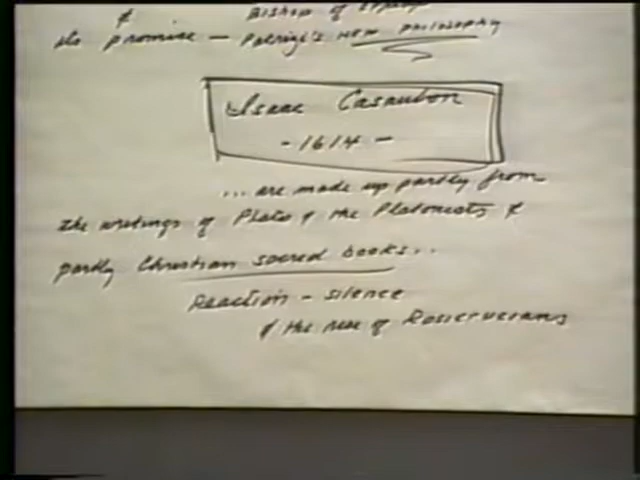 &
Bishop of
its promise — Patrizi's new philosophy
Isaac Casaubon
- 1614 -
... are made up partly from
the writings of Plato & the Platonists &
partly Christian sacred books...
Reaction - silence
& the rise of Rosicrucians